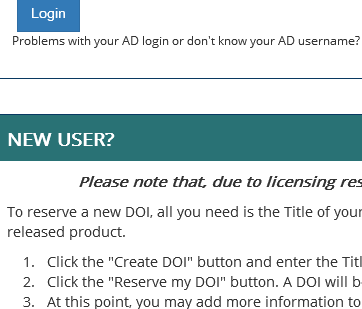 Login
Problems with your AD login or don't know your AD username?
NEW USER?
Please note that, due to licensing res
To reserve a new DOI, all you need is the Title of your
released product.
1. Click the "Create DOI" button and enter the Titl
2. Click the "Reserve my DOI" button. A DOI will b
3. At this point, you may add more information to